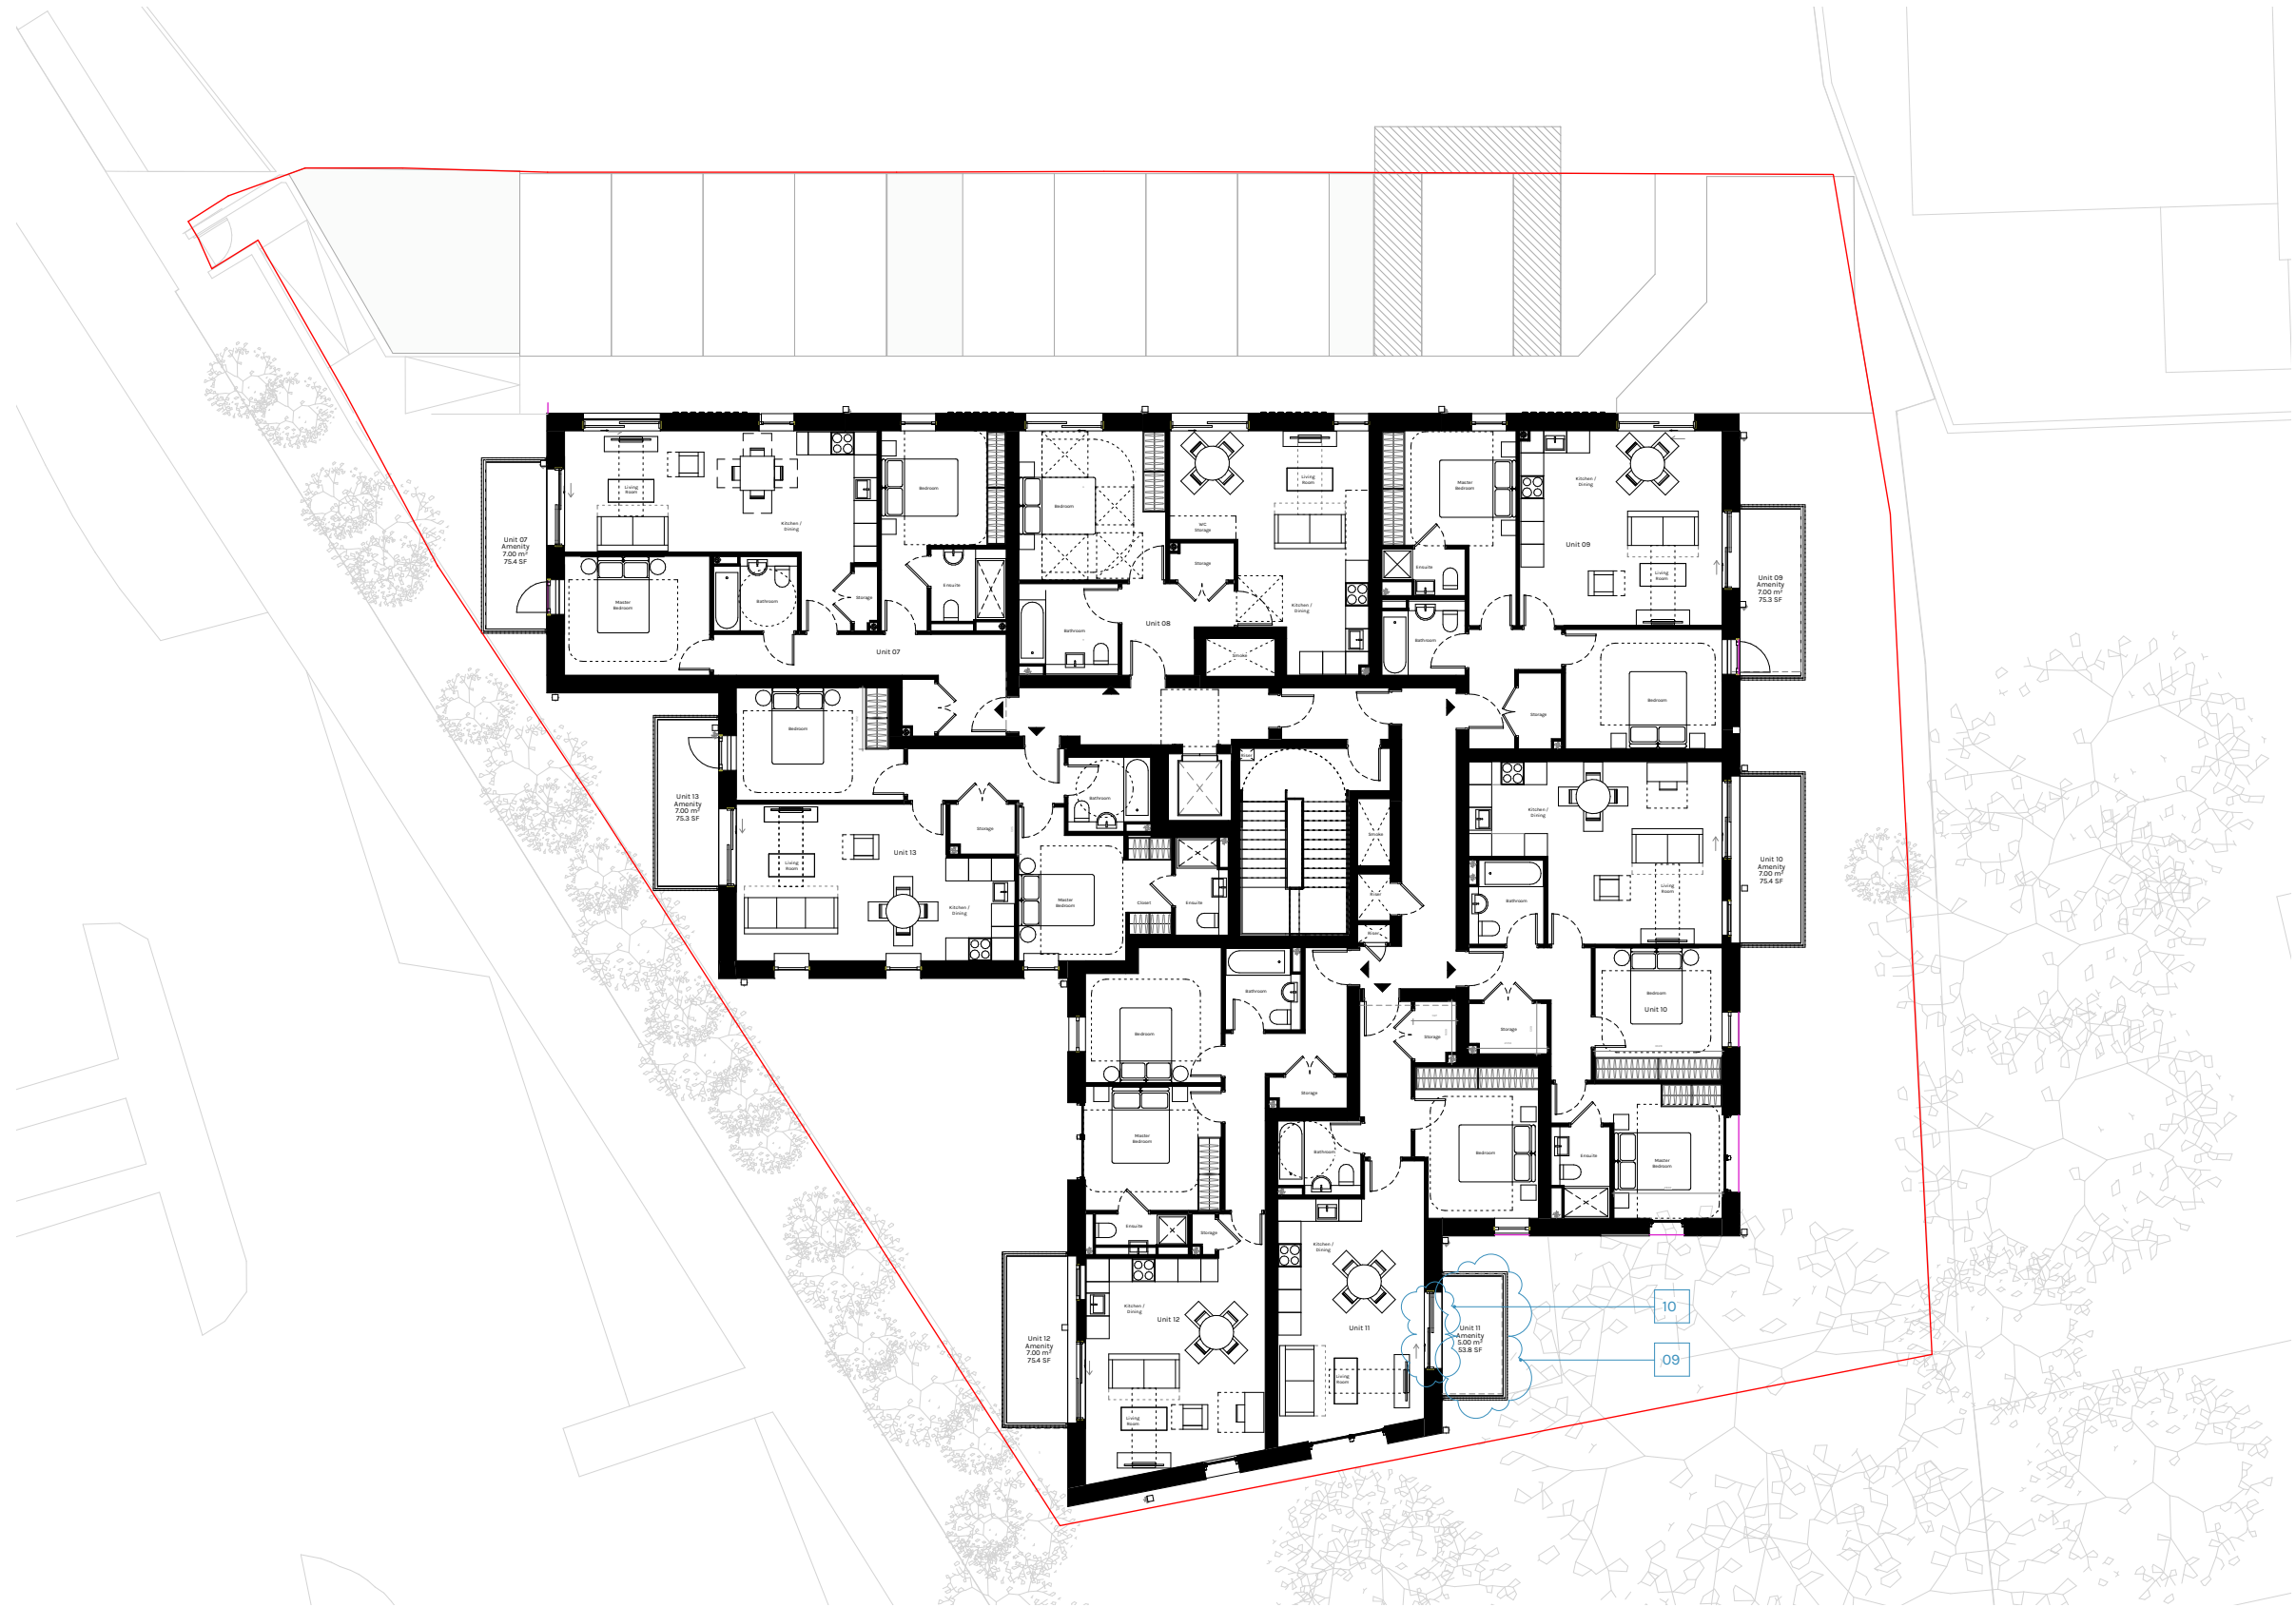 Living
Room
Kitchen /
Dining
Bedroom
Bedroom
WC
Storage
Living
Room
Master
Bedroom
Kitchen /
Dining
Unit 07
Amenity
7.00 m²
75.4 SF
Master
Bedroom
Bathroom
Storage
Ensuite
Storage
Kitchen /
Dining
Ensuite
Unit 09
Living
Room
Unit 09
Amenity
7.00 m²
75.3 SF
Unit 07
Bathroom
Unit 08
Smoke
Bathroom
Bedroom
Storage
Bedroom
Unit 13
Amenity
7.00 m²
75.3 SF
Living
Room
Unit 13
Storage
Kitchen /
Dining
Bathroom
Master
Bedroom
Closet
Ensuite
Riser
Smoke
Riser
Riser
Kitchen /
Dining
Living
Room
Bathroom
Unit 10
Amenity
7.00 m²
75.4 SF
Bedroom
Unit 10
Storage
Bathroom
Bedroom
Storage
Storage
Master
Bedroom
Bathroom
Bedroom
Ensuite
Master
Bedroom
Ensuite
Storage
Kitchen /
Dining
Unit 12
Unit 12
Amenity
7.00 m²
75.4 SF
Living
Room
Kitchen /
Dining
Unit 11
Living
Room
Unit 11
Amenity
5.00 m²
53.8 SF
10
09